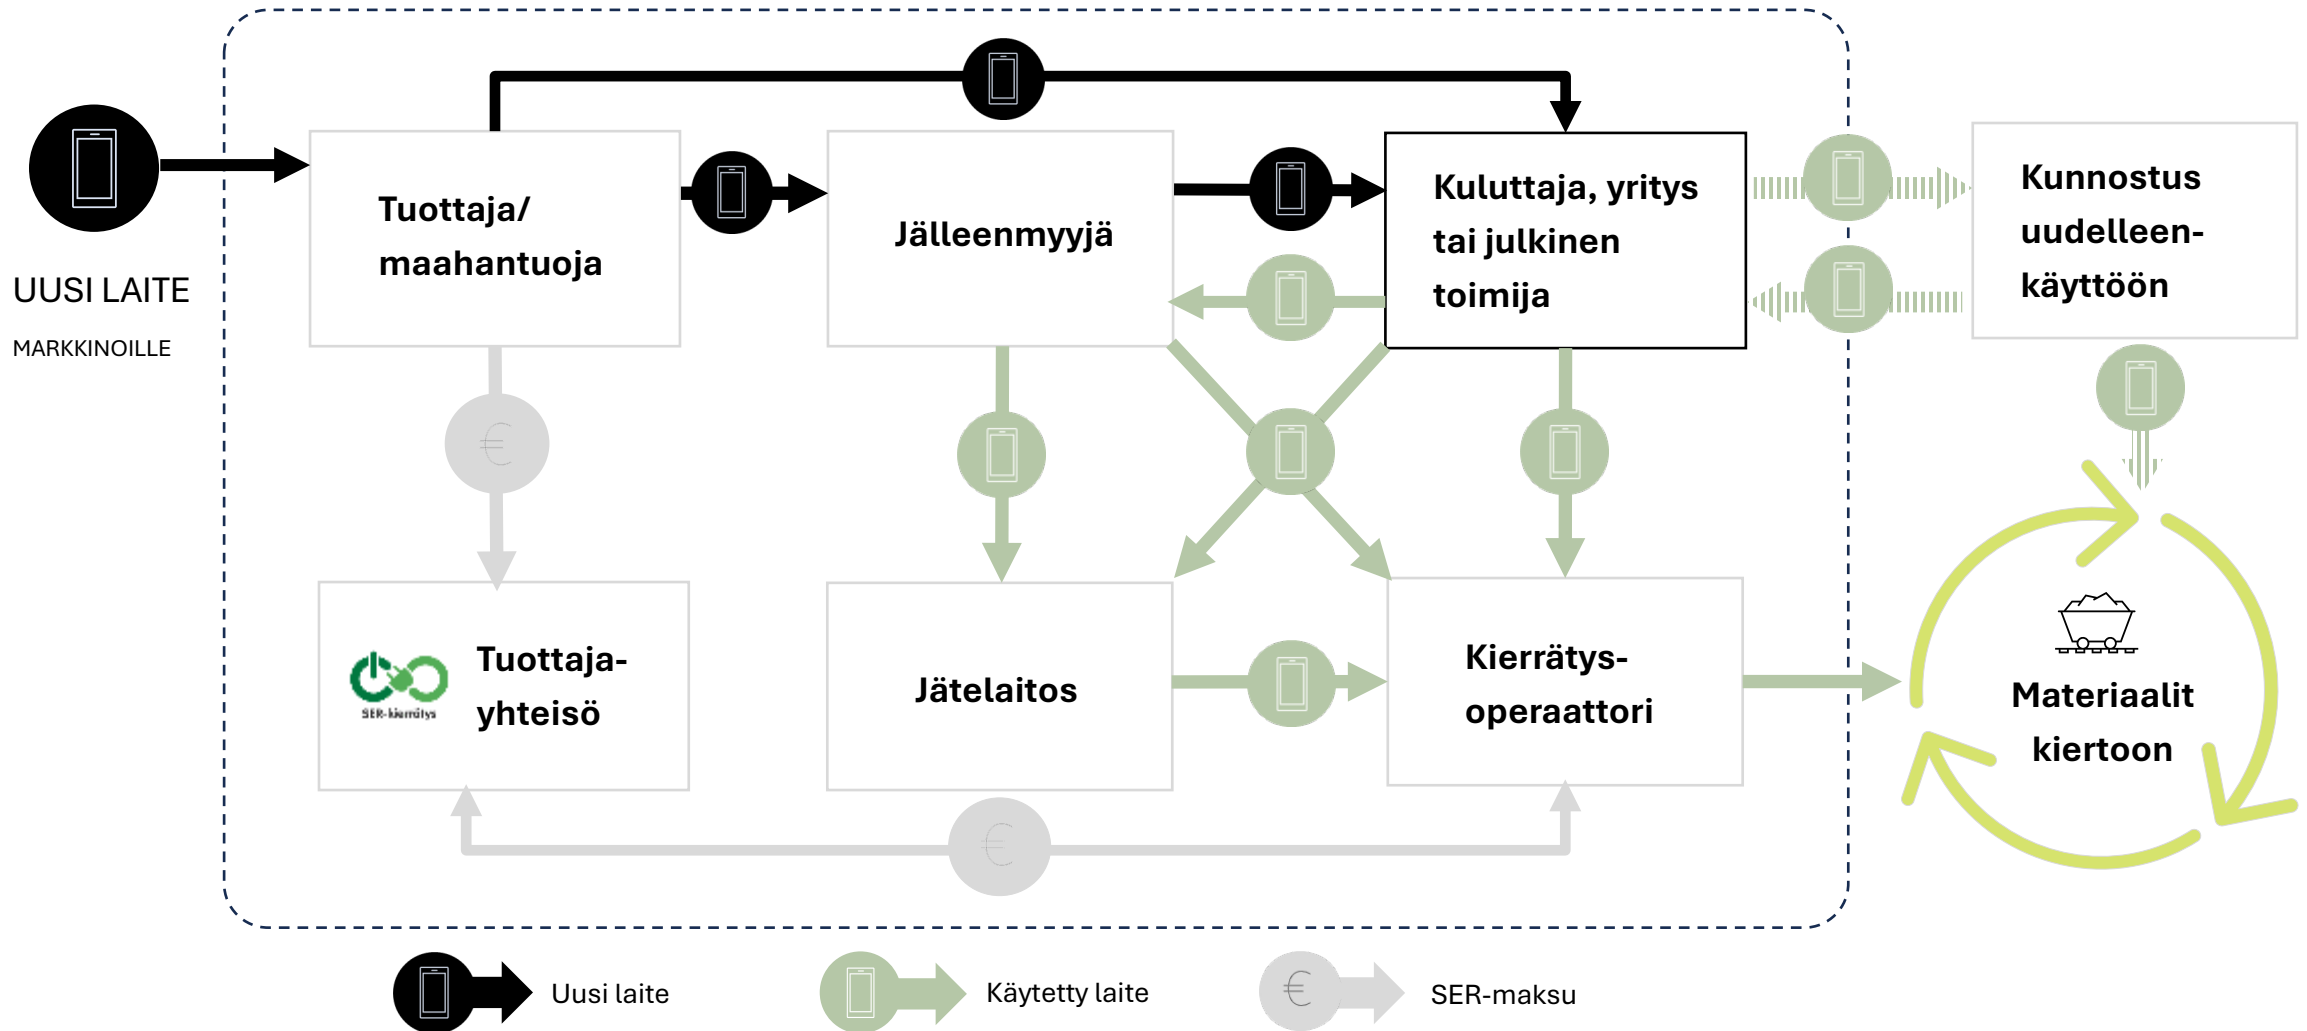 UUSI LAITE
MARKKINOILLE
Tuottaja/
maahantuoja
Jälleenmyyjä
Kuluttaja, yritys
tai julkinen
toimija
Kunnostus
uudelleen-
käyttöön
€
SER-kierrätys
Tuottaja-
yhteisö
Jätelaitos
Kierrätys-
operaattori
Materiaalit
kiertoon
€
Uusi laite
Käytetty laite
€
SER-maksu